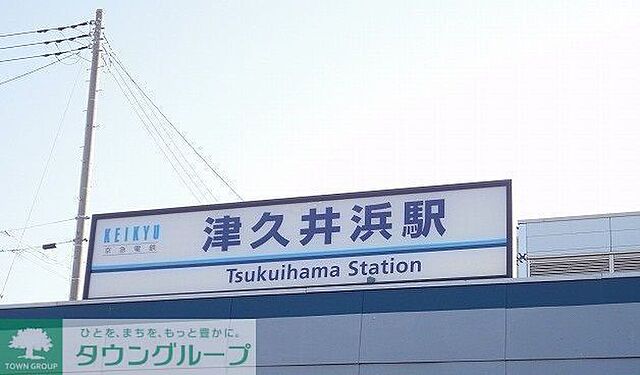 KEIKYU
京急電鉄
津久井浜駅
Tsukuihama Station
ひとを、まちを、もっと豊かに。
タウングループ
TOWN GROUP